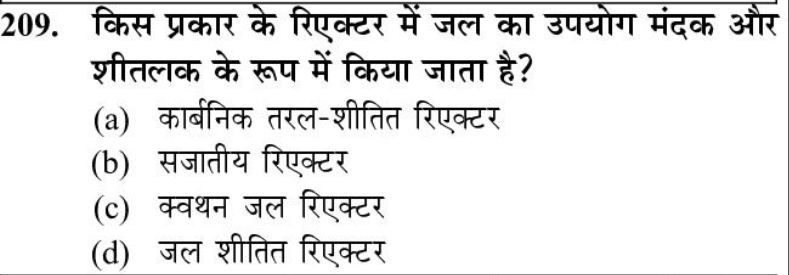 209. किस प्रकार के रिएक्टर में जल का उपयोग मंदक और
शीतलक के रूप में किया जाता है?
(a) कार्बनिक तरल-शीतित रिएक्टर
(b) सजातीय रिएक्टर
(c) क्वथन जल रिएक्टर
(d) जल शीतित रिएक्टर